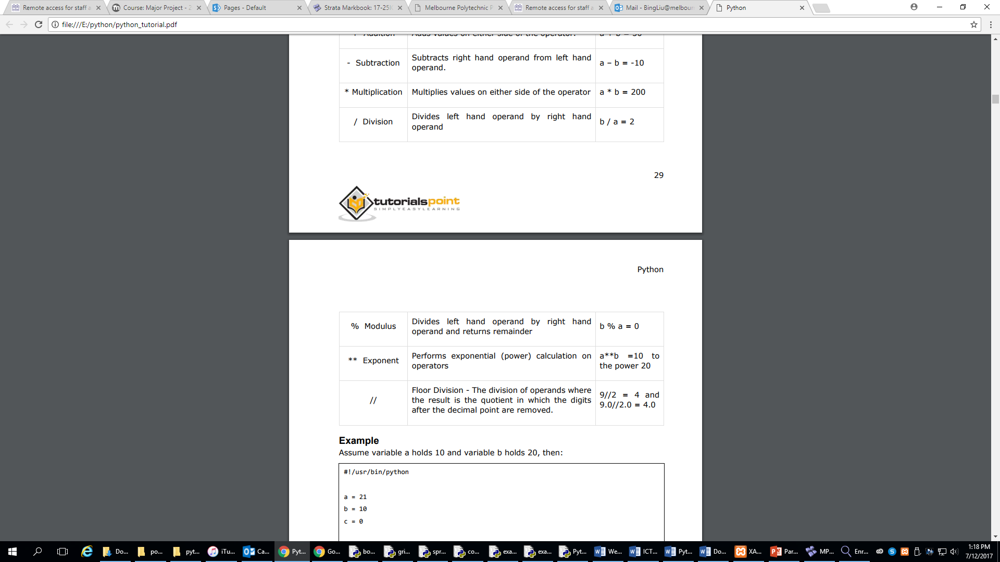 Remote access for staff a
Course: Major Project - 2
Pages - Default
Strata Markbook: 17-25I
Melbourne Polytechnic P
Remote access for staff a
Mail - BingLiu@melbourn
Python
file:///E:/python/python_tutorial.pdf
+ Addition Adds values on either side of the operator. a + b = 30
- Subtraction
Subtracts right hand operand from left hand
operand.
a – b = -10
* Multiplication
Multiplies values on either side of the operator
a * b = 200
/ Division
Divides left hand operand by right hand
operand
b / a = 2
29
tutorialspoint
SIMPLYEASYLEARNING
Python
% Modulus
Divides left hand operand by right hand
operand and returns remainder
b % a = 0
** Exponent
Performs exponential (power) calculation on
operators
a**b =10 to
the power 20
//
Floor Division - The division of operands where
the result is the quotient in which the digits
after the decimal point are removed.
9//2 = 4 and
9.0//2.0 = 4.0
Example
Assume variable a holds 10 and variable b holds 20, then:
#!/usr/bin/python
a = 21
b = 10
c = 0
Do...
po...
pyt...
iTu...
Ca...
Pyt...
Go...
bo...
gri...
spr...
co...
exa...
exa...
Pyt...
We...
ICT...
Pyt...
Do...
XA...
Par...
MP...
Enr...
1:18 PM
7/12/2017